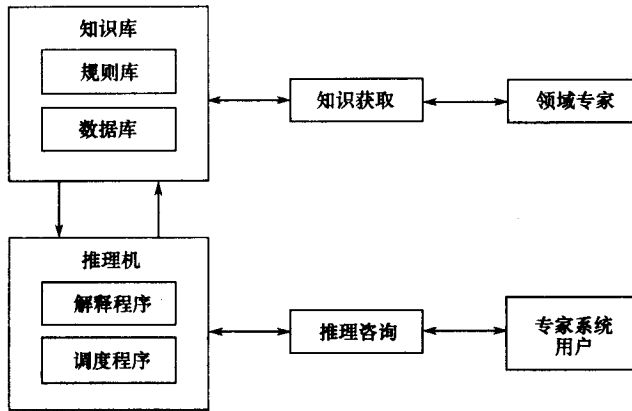 知识库
规则库
数据库
知识获取
领域专家
推理机
解释程序
调度程序
推理咨询
专家系统
用户